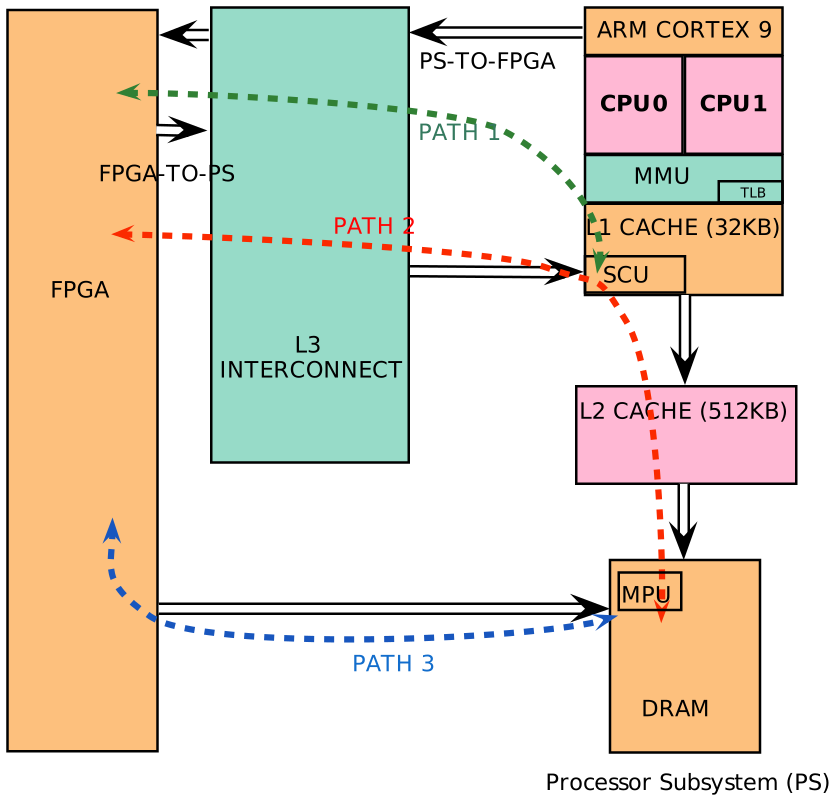 ARM CORTEX 9
PS-TO-FPGA
CPU0
CPU1
PATH 1
FPGA-TO-PS
MMU
TLB
PATH 2
L1 CACHE (32KB)
SCU
FPGA
L3
INTERCONNECT
L2 CACHE (512KB)
MPU
PATH 3
DRAM
Processor Subsystem (PS)